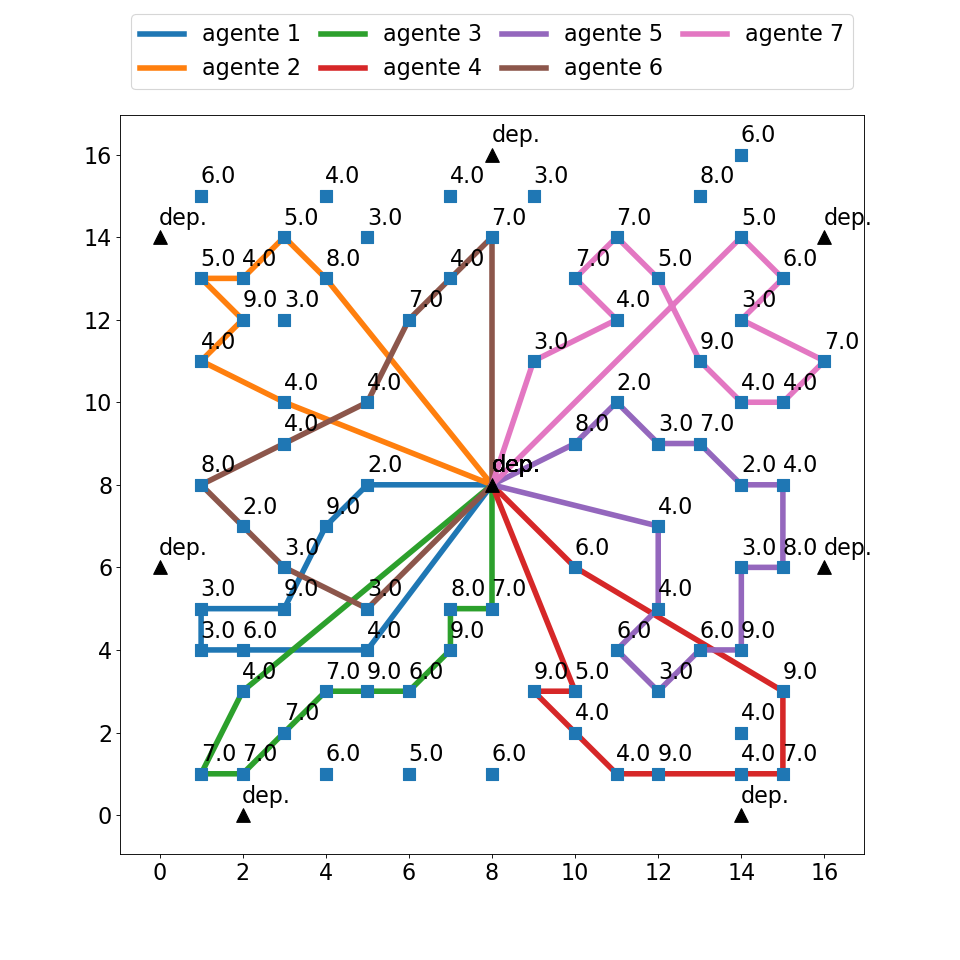 agente 1 agente 3 agente 5 agente 7
agente 2 agente 4 agente 6
dep. 6.0
16
6.0 4.0 4.0 3.0 8.0
dep. 5.0 3.0 7.0 7.0 5.0 dep.
14
5.0 4.0 8.0 4.0 7.0 5.0 6.0
9.0 3.0 7.0 4.0 3.0
12
4.0 3.0 9.0 7.0
4.0 4.0 2.0 4.0 4.0
10
4.0 8.0 3.0 7.0
8.0 2.0 dep. 2.0 4.0
8
2.0 9.0 4.0
dep. 3.0 6.0 3.0 8.0 dep.
6
3.0 9.0 3.0 8.0 7.0 4.0
3.0 6.0 4.0 9.0 6.0 6.0 9.0
4
4.0 7.0 9.0 6.0 9.0 5.0 3.0 9.0
7.0 4.0 4.0
2
7.0 7.0 6.0 5.0 6.0 4.0 9.0 4.0 7.0
dep. dep.
0
0 2 4 6 8 10 12 14 16